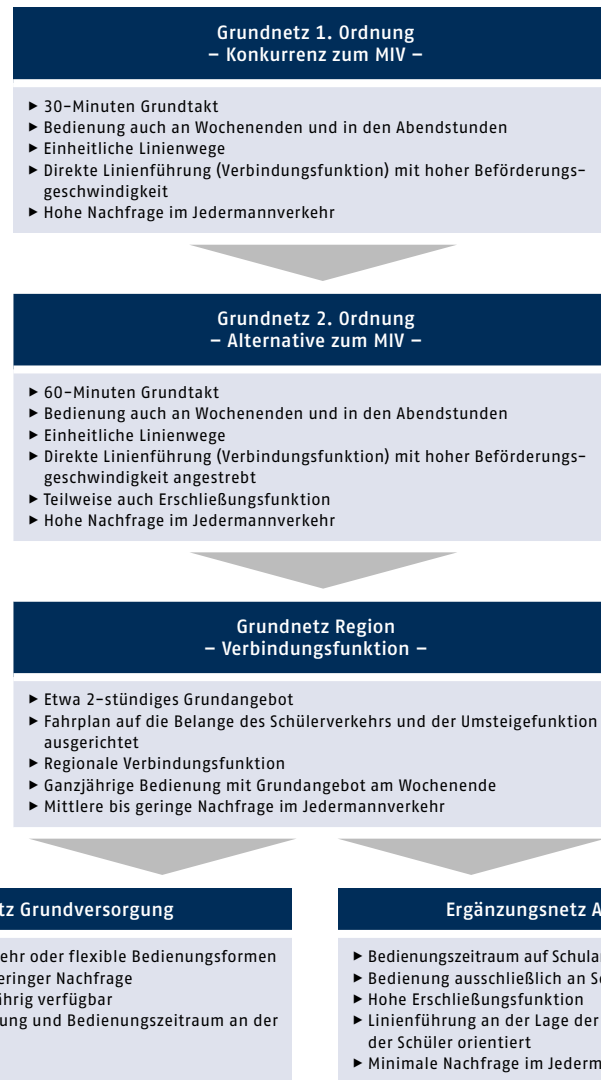 Grundnetz 1. Ordnung
– Konkurrenz zum MIV –
▸ 30-Minuten Grundtakt
▸ Bedienung auch an Wochenenden und in den Abendstunden
▸ Einheitliche Linienwege
▸ Direkte Linienführung (Verbindungsfunktion) mit hoher Beförderungs-
geschwindigkeit
▸ Hohe Nachfrage im Jedermannverkehr
Grundnetz 2. Ordnung
– Alternative zum MIV –
▸ 60-Minuten Grundtakt
▸ Bedienung auch an Wochenenden und in den Abendstunden
▸ Einheitliche Linienwege
▸ Direkte Linienführung (Verbindungsfunktion) mit hoher Beförderungs-
geschwindigkeit angestrebt
▸ Teilweise auch Erschließungsfunktion
▸ Hohe Nachfrage im Jedermannverkehr
Grundnetz Region
– Verbindungsfunktion –
▸ Etwa 2-stündiges Grundangebot
▸ Fahrplan auf die Belange des Schülerverkehrs und der Umsteigefunktion
ausgerichtet
▸ Regionale Verbindungsfunktion
▸ Ganzjährige Bedienung mit Grundangebot am Wochenende
▸ Mittlere bis geringe Nachfrage im Jedermannverkehr
tz Grundversorgung
ehr oder flexible Bedienungsformen
eringer Nachfrage
ährig verfügbar
ung und Bedienungszeitraum an der
Ergänzungsnetz A
▸ Bedienungszeitraum auf Schula
▸ Bedienung ausschließlich an Sc
▸ Hohe Erschließungsfunktion
▸ Linienführung an der Lage der
der Schüler orientiert
▸ Minimale Nachfrage im Jederm